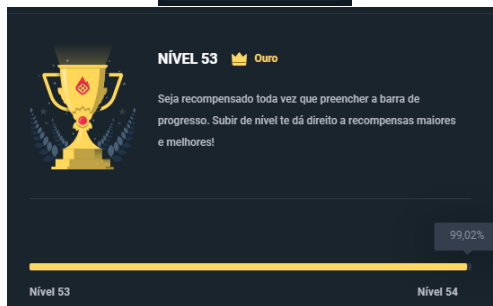 NÍVEL 53 Ouro
Seja recompensado toda vez que preencher a barra de
progresso. Subir de nível te dá direito a recompensas maiores
e melhores!
99,02%
Nível 53 Nível 54